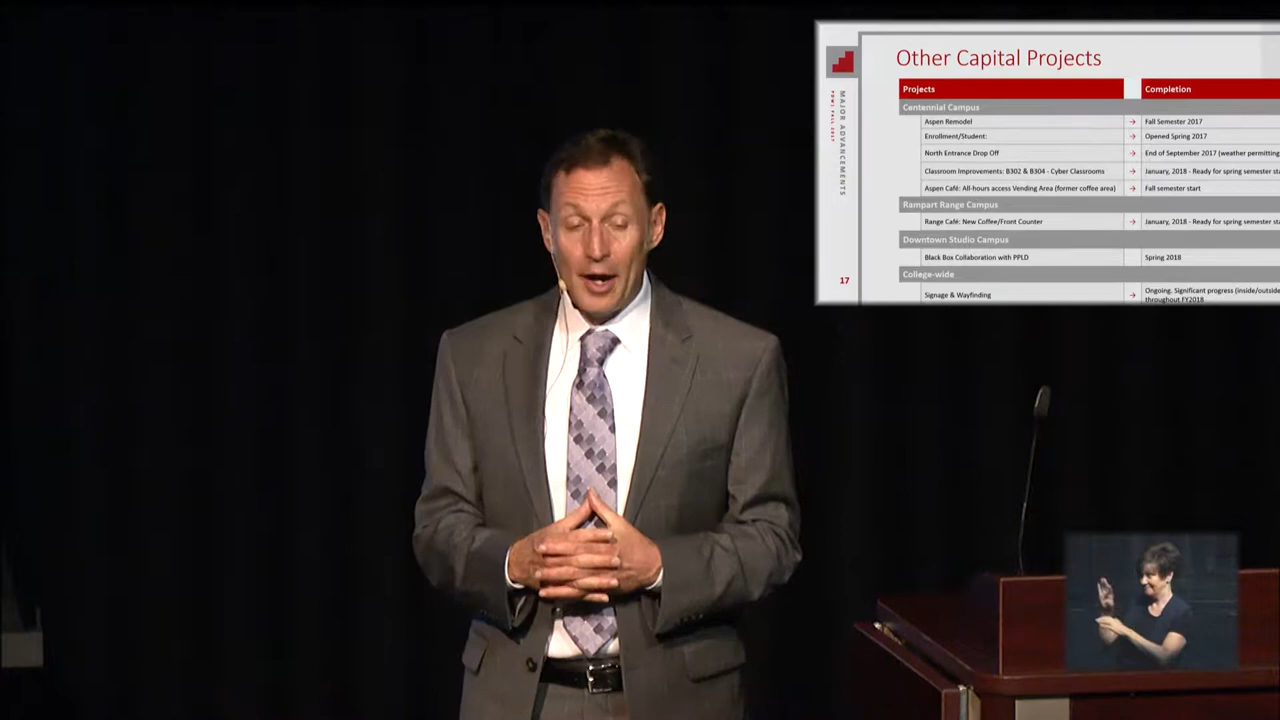 Other Capital Projects
Projects Completion
Centennial Campus
Aspen Remodel → Fall Semester 2017
Enrollment/Student: → Opened Spring 2017
North Entrance Drop Off → End of September 2017 (weather permitting
Classroom Improvements: B302 & B304 - Cyber Classrooms → January, 2018 - Ready for spring semester
Aspen Café: All-hours access Vending Area (former coffee area) → Fall semester start
Rampart Range Campus
Range Café: New Coffee/Front Counter → January, 2018 - Ready for spring semester
Downtown Studio Campus
Black Box Collaboration with PPLD Spring 2018
College-wide
Signage & Wayfinding → Ongoing. Significant progress (inside/outside
throughout FY2018
MAJOR ADVANCEMENTS
FALL 2017
17